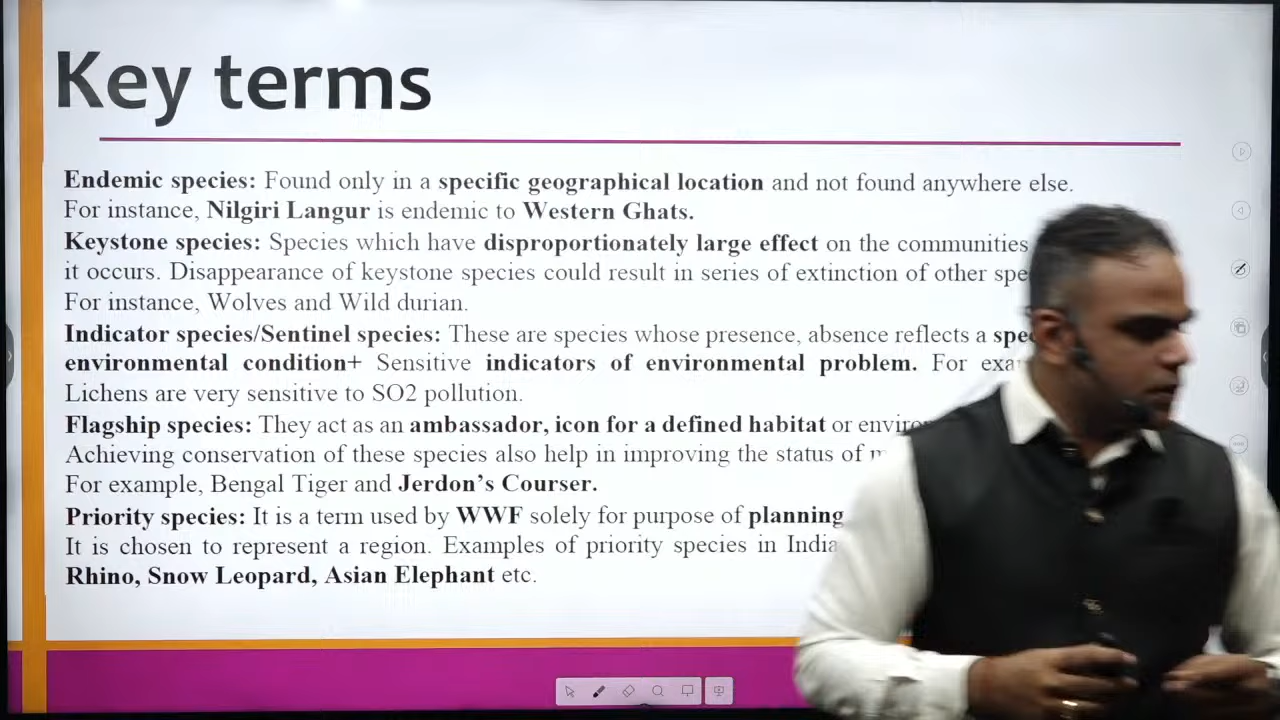 Key terms
Endemic species: Found only in a specific geographical location and not found anywhere else.
For instance, Nilgiri Langur is endemic to Western Ghats.
Keystone species: Species which have disproportionately large effect on the communities
it occurs. Disappearance of keystone species could result in series of extinction of other
For instance, Wolves and Wild durian.
Indicator species/Sentinel species: These are species whose presence, absence reflects a
environmental condition+ Sensitive indicators of environmental problem. For
Lichens are very sensitive to SO2 pollution.
Flagship species: They act as an ambassador, icon for a defined habitat or
Achieving conservation of these species also help in improving the status of
For example, Bengal Tiger and Jerdon's Courser.
Priority species: It is a term used by WWF solely for purpose of planning
It is chosen to represent a region. Examples of priority species in India
Rhino, Snow Leopard, Asian Elephant etc.